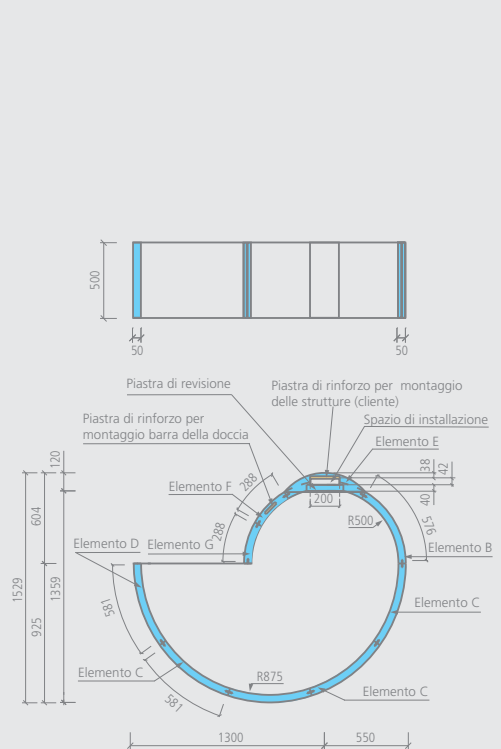 500
50
50
Piastra di revisione
Piastra di rinforzo per montaggio
delle strutture (cliente)
Piastra di rinforzo per
montaggio barra della doccia
Spazio di installazione
Elemento E
120
38
42
40
288
200
Elemento F
604
288
R500
576
Elemento D
Elemento G
Elemento B
1529
1359
925
581
Elemento C
Elemento C
R875
581
Elemento C
1300
550